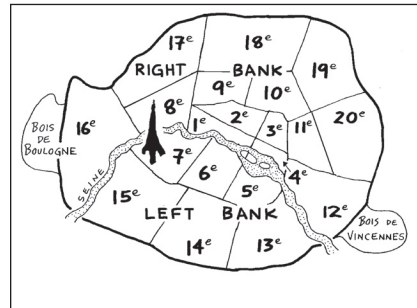 17e
18e
19e
RIGHT BANK
9e
10e
8e
16e
1e
2e
3e
11e
20e
BOIS
DE
BOULOGNE
SEINE
7e
6e
4e
15e
5e
12e
LEFT BANK
BOIS DE
VINCENNES
14e
13e